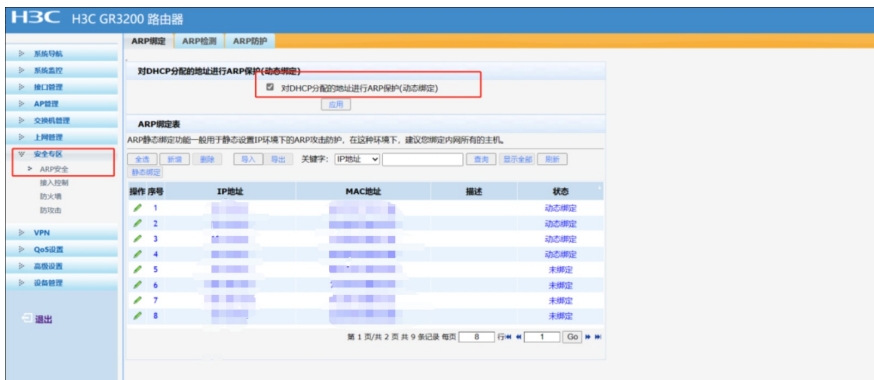 H3C H3C GR3200 路由器
ARP绑定 ARP检测 ARP防护
系统导航
系统监控
接口管理
AP管理
交换机管理
上网管理
安全专区
ARP安全
接入控制
防火墙
防攻击
VPN
QoS设置
高级设置
设备管理
退出
对DHCP分配的地址进行ARP保护(动态绑定)
对DHCP分配的地址进行ARP保护(动态绑定)
应用
ARP绑定表
ARP静态绑定功能一般用于静态设置IP环境下的ARP攻击防护，在这种环境下，建议您绑定内网所有的主机。
全选 新增 删除 导入 导出 关键字： IP地址 查询 显示全部 刷新
静态绑定
操作 序号 IP地址 MAC地址 描述 状态
1 动态绑定
2 动态绑定
3 动态绑定
4 动态绑定
5 未绑定
6 未绑定
7 未绑定
8 未绑定
第 1 页/共 2 页 共 9 条记录 每页 8 行 1 Go